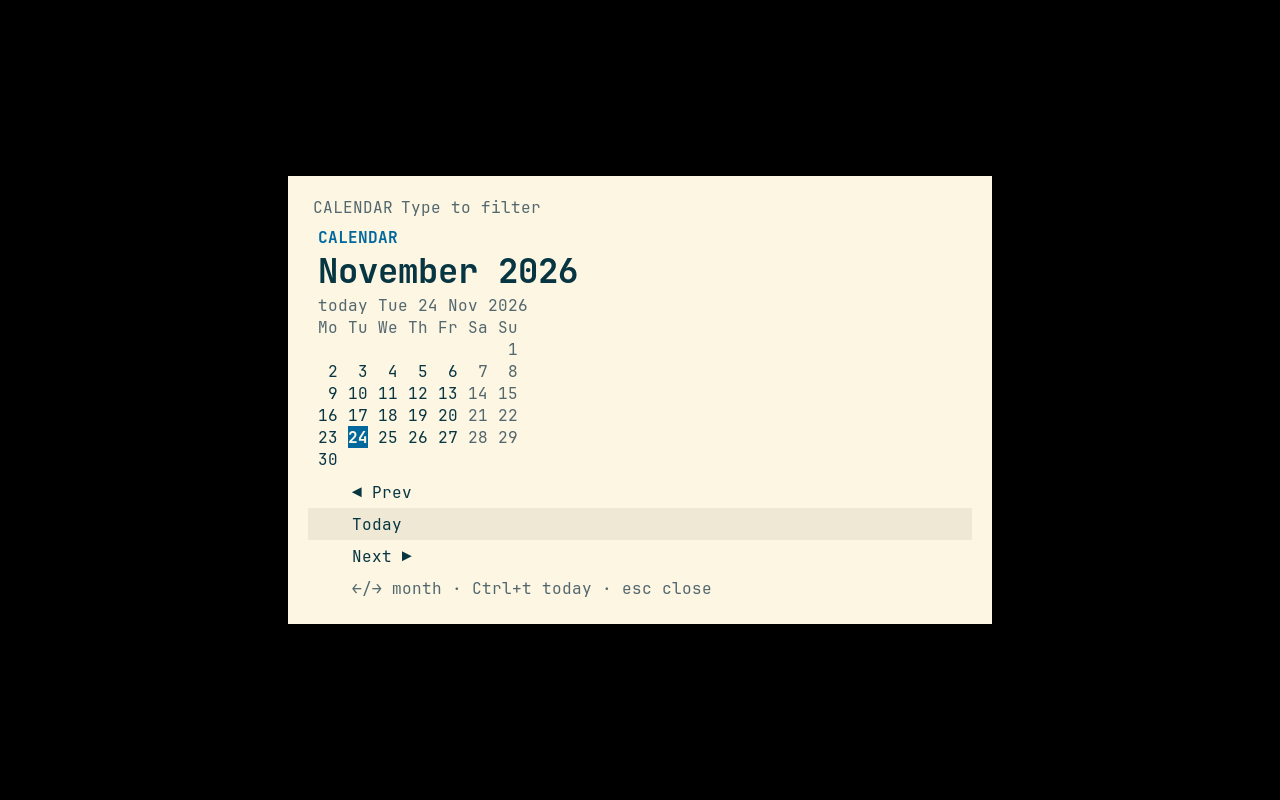 CALENDAR Type to filter
CALENDAR
November 2026
today Tue 24 Nov 2026
Mo Tu We Th Fr Sa Su
1
2 3 4 5 6 7 8
9 10 11 12 13 14 15
16 17 18 19 20 21 22
23 24 25 26 27 28 29
30
◄ Prev
Today
Next ►
←/→ month · Ctrl+t today · esc close